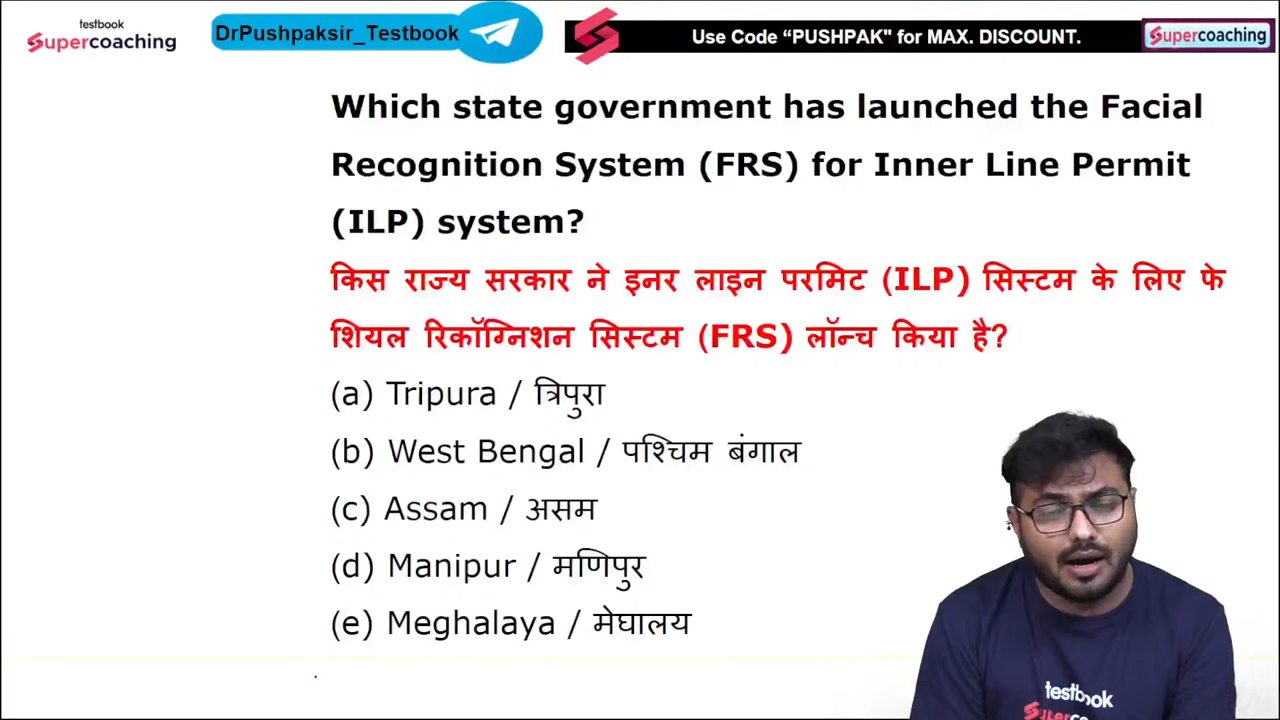 testbook
Supercoaching
DrPushpaksir_Testbook
Use Code “PUSHPAK" for MAX. DISCOUNT.
Supercoaching
Which state government has launched the Facial
Recognition System (FRS) for Inner Line Permit
(ILP) system?
किस राज्य सरकार ने इनर लाइन परमिट (ILP) सिस्टम के लिए फे
शियल रिकॉग्निशन सिस्टम (FRS) लॉन्च किया है?
(a) Tripura / त्रिपुरा
(b) West Bengal / पश्चिम बंगाल
(c) Assam / असम
(d) Manipur / मणिपुर
(e) Meghalaya / मेघालय
testbook